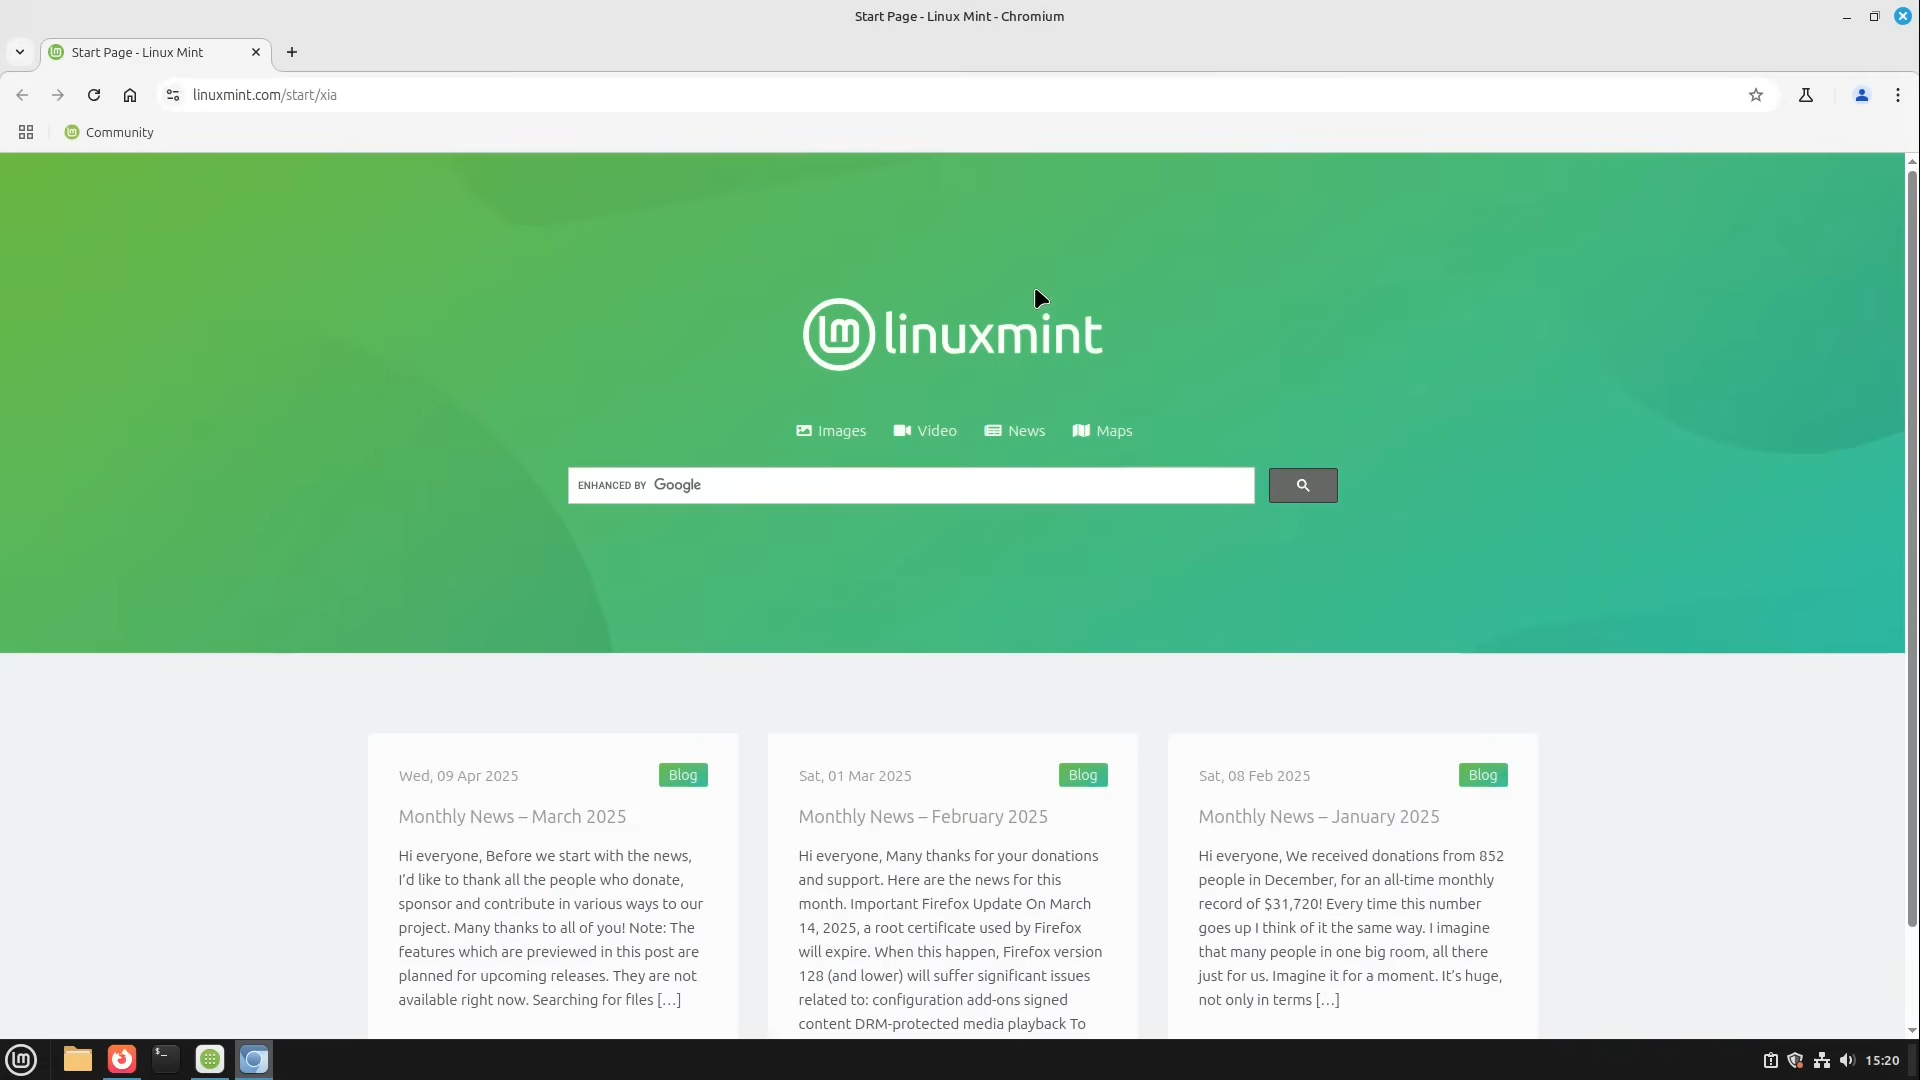 Start Page - Linux Mint - Chromium
Start Page - Linux Mint
linuxmint.com/start/xia
Community
linuxmint
Images Video News Maps
ENHANCED BY Google
Wed, 09 Apr 2025 Blog
Monthly News – March 2025
Hi everyone, Before we start with the news,
I’d like to thank all the people who donate,
sponsor and contribute in various ways to our
project. Many thanks to all of you! Note: The
features which are previewed in this post are
planned for upcoming releases. They are not
available right now. Searching for files […]
Sat, 01 Mar 2025 Blog
Monthly News – February 2025
Hi everyone, Many thanks for your donations
and support. Here are the news for this
month. Important Firefox Update On March
14, 2025, a root certificate used by Firefox
will expire. When this happen, Firefox version
128 (and lower) will suffer significant issues
related to: configuration add-ons signed
content DRM-protected media playback To
Sat, 08 Feb 2025 Blog
Monthly News – January 2025
Hi everyone, We received donations from 852
people in December, for an all-time monthly
record of $31,720! Every time this number
goes up I think of it the same way. I imagine
that many people in one big room, all there
just for us. Imagine it for a moment. It’s huge,
not only in terms […]
15:20